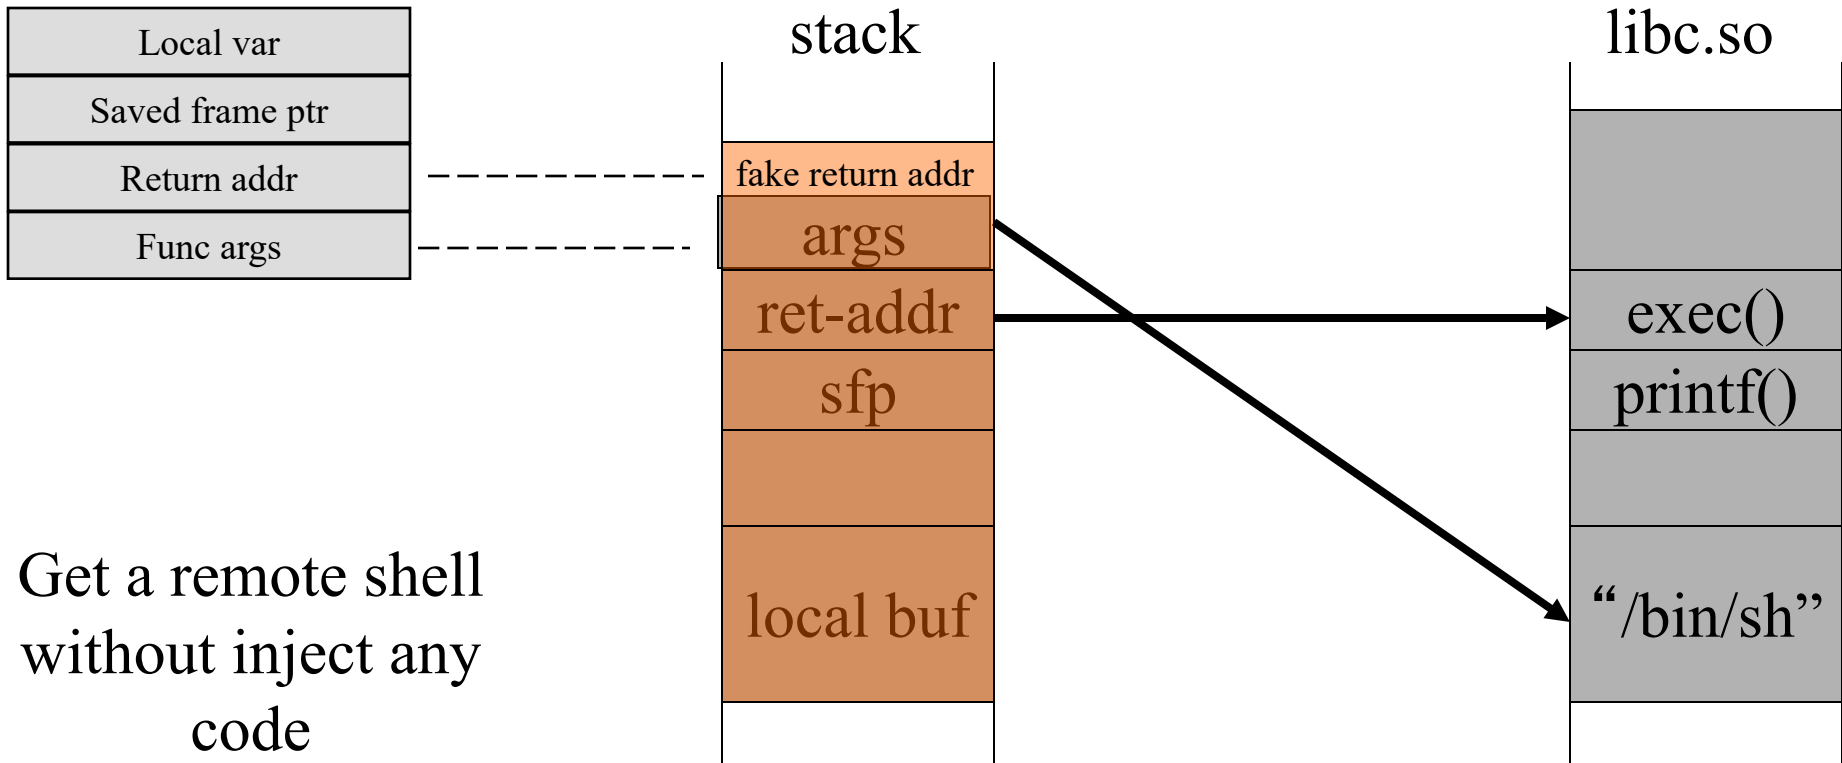 Local var
Saved frame ptr
Return addr
Func args
Get a remote shell
without inject any
code
stack
fake return addr
args
ret-addr
sfp
local buf
libc.so
exec()
printf()
“/bin/sh”